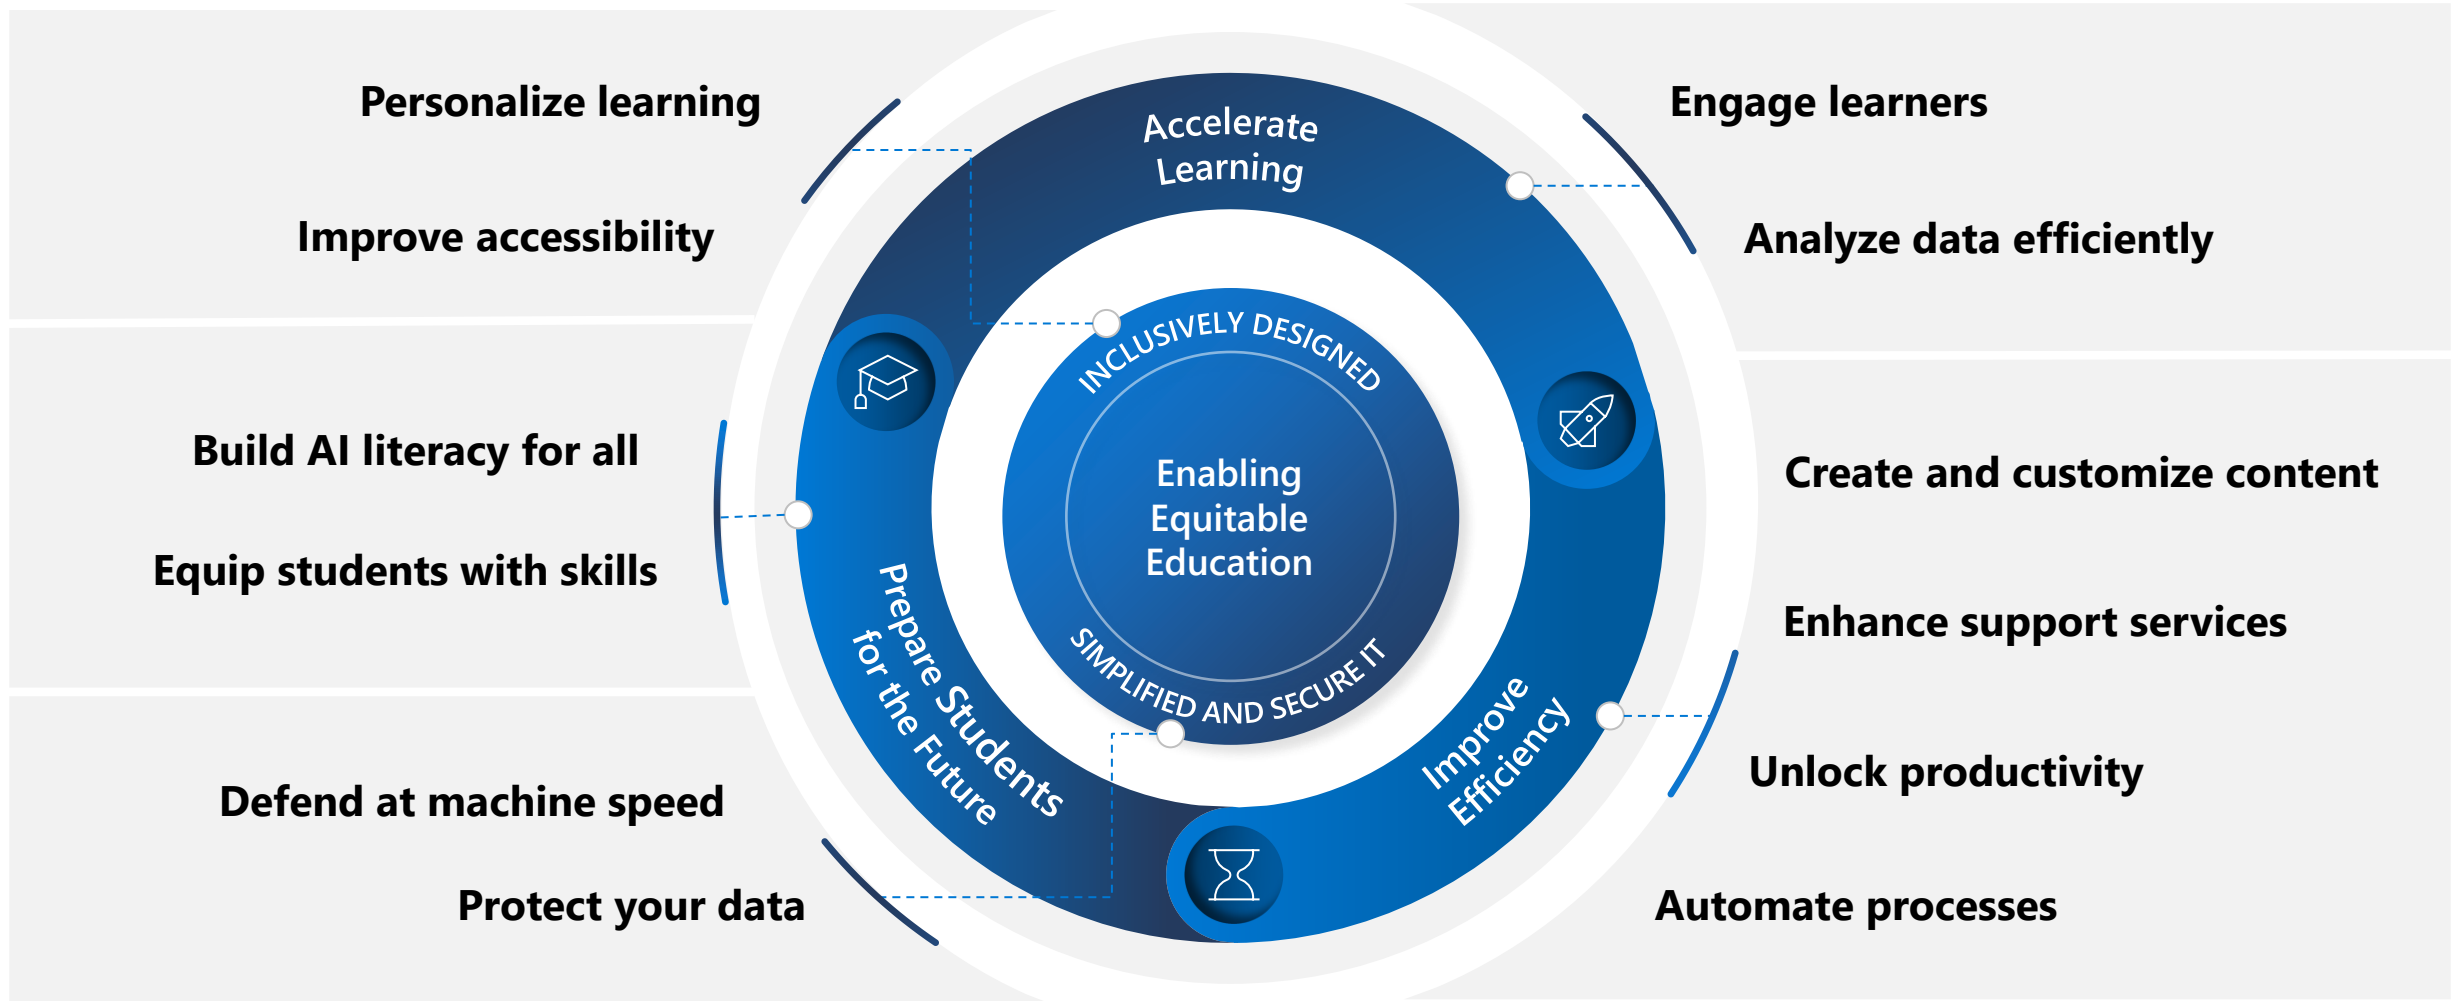 Personalize learning
Improve accessibility
Build AI literacy for all
Equip students with skills
Defend at machine speed
Protect your data
Accelerate
Learning
INCLUSIVELY DESIGNED
Enabling
Equitable
Education
SIMPLIFIED AND SECURE IT
Prepare Students
for the Future
Improve
Efficiency
Engage learners
Analyze data efficiently
Create and customize content
Enhance support services
Unlock productivity
Automate processes